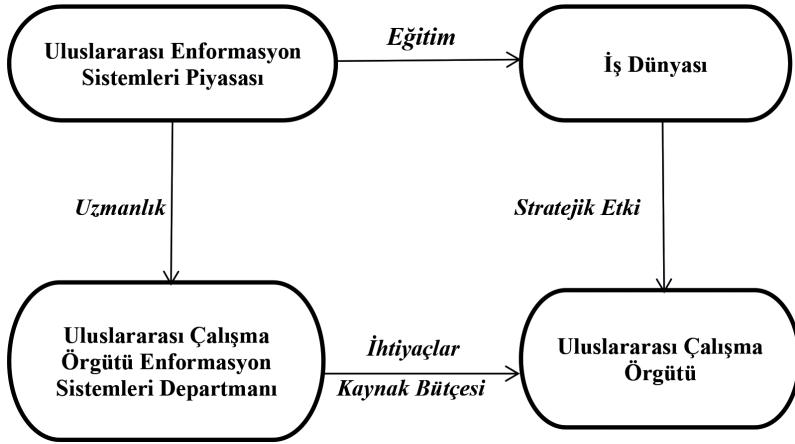 Uluslararası Enformasyon
Sistemleri Piyasası
Eğitim
İş Dünyası
Uzmanlık
Stratejik Etki
Uluslararası Çalışma
Örgütü Enformasyon
Sistemleri Departmanı
İhtiyaçlar
Kaynak Bütçesi
Uluslararası Çalışma
Örgütü